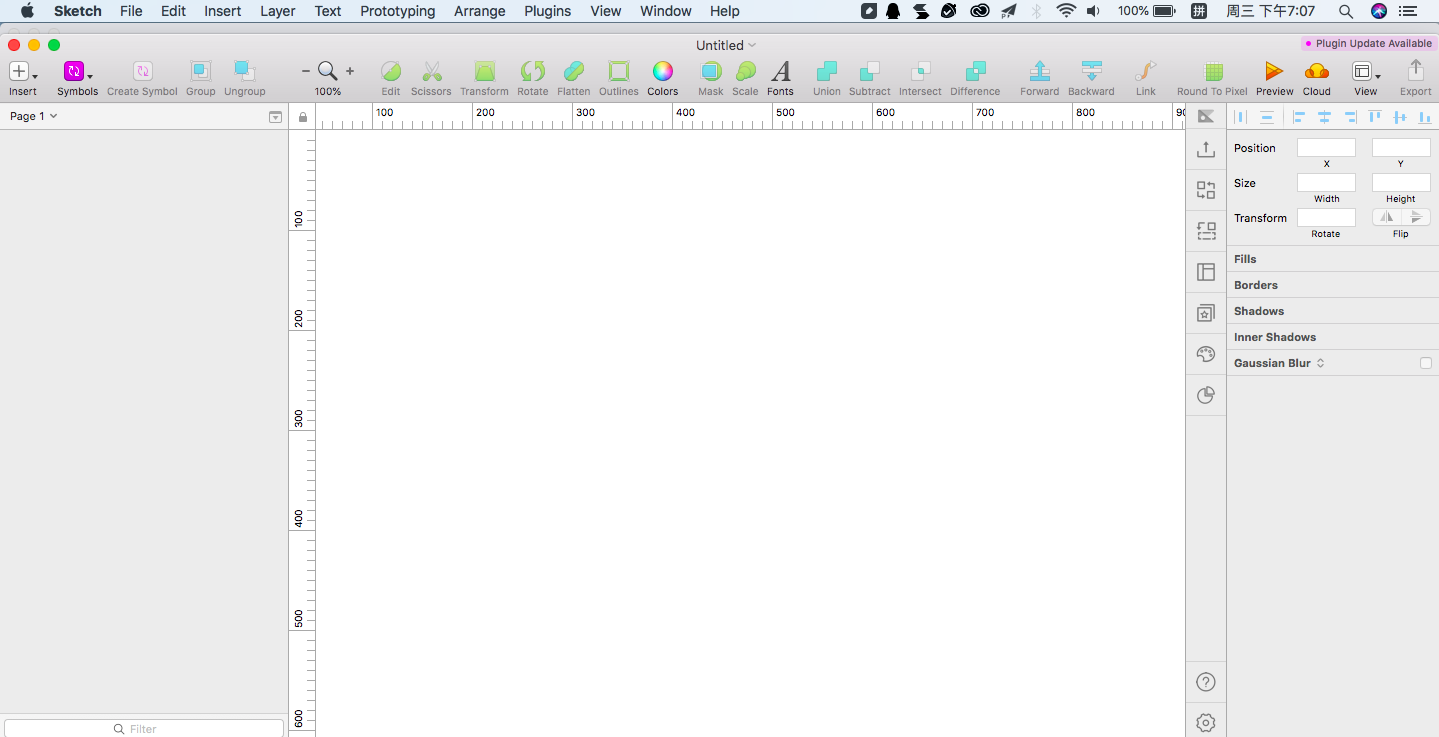 Sketch File Edit Insert Layer Text Prototyping Arrange Plugins View Window Help 100% 拼 周三 下午7:07
Untitled
Plugin Update Available
Insert Symbols Create Symbol Group Ungroup 100% Edit Scissors Transform Rotate Flatten Outlines Colors Mask Scale Fonts Union Subtract Intersect Difference Forward Backward Link Round To Pixel Preview Cloud View Export
Page 1
100 200 300 400 500 600 700 800
100
200
300
400
500
600
Position
X Y
Size
Width Height
Transform
Rotate Flip
Fills
Borders
Shadows
Inner Shadows
Gaussian Blur
Filter